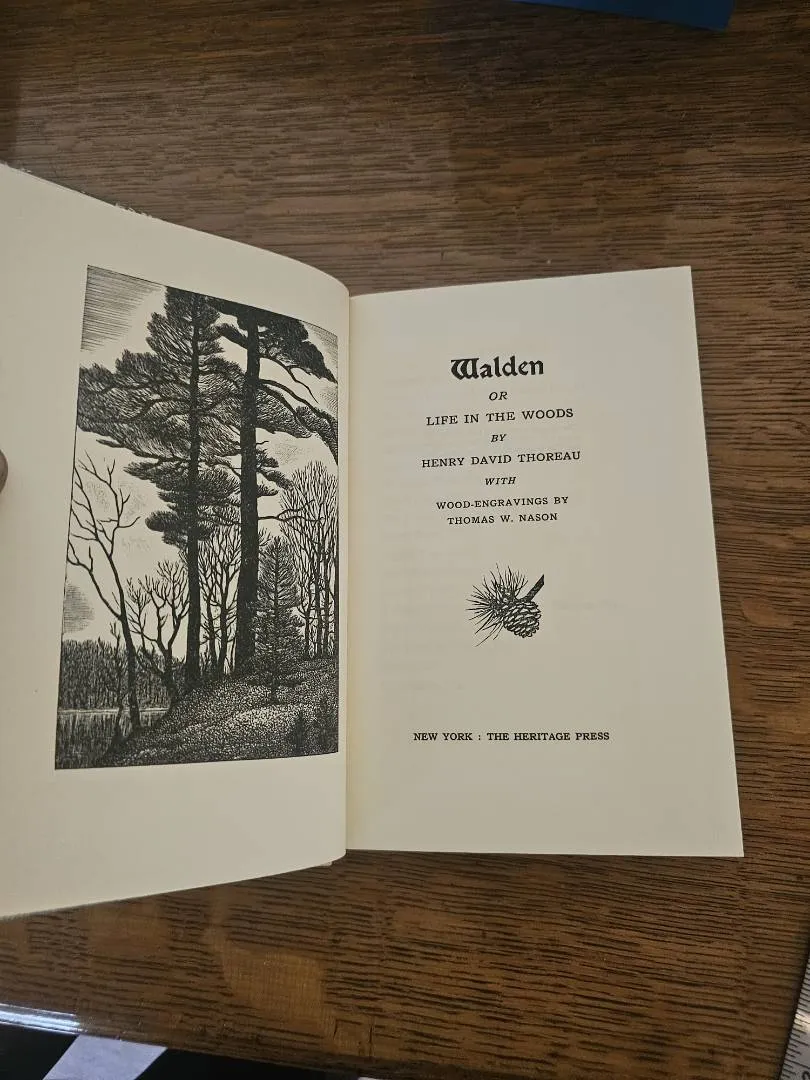 Walden
OR
LIFE IN THE WOODS
BY
HENRY DAVID THOREAU
WITH
WOOD-ENGRAVINGS BY
THOMAS W. NASON
NEW YORK : THE HERITAGE PRESS